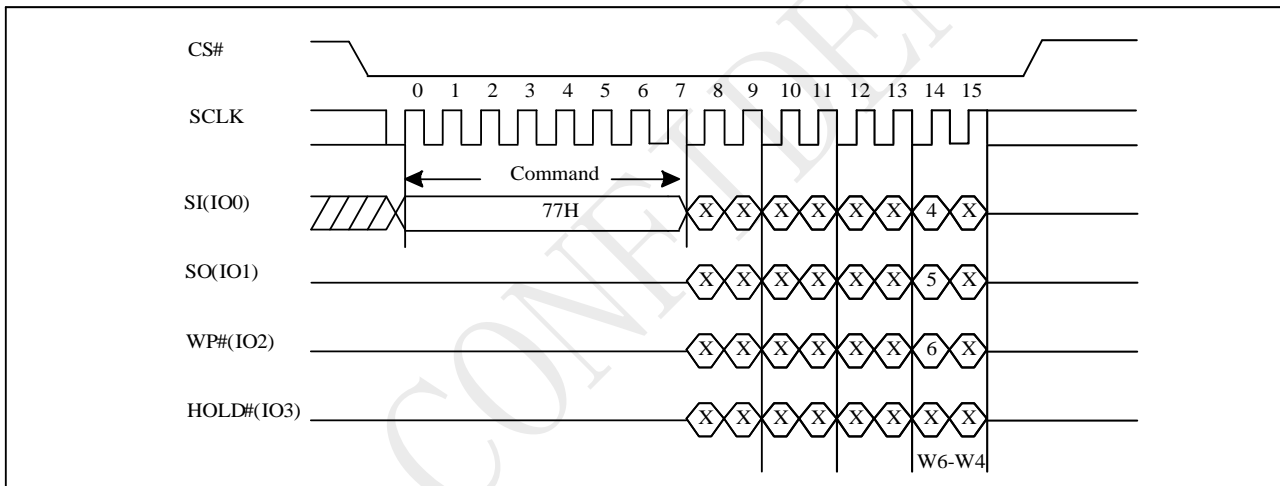 CS#
0 1 2 3 4 5 6 7 8 9 10 11 12 13 14 15
SCLK
Command
SI(IO0) 77H X X X X X X 4 X
SO(IO1) X X X X X X 5 X
WP#(IO2) X X X X X X 6 X
HOLD#(IO3) X X X X X X X X
W6-W4